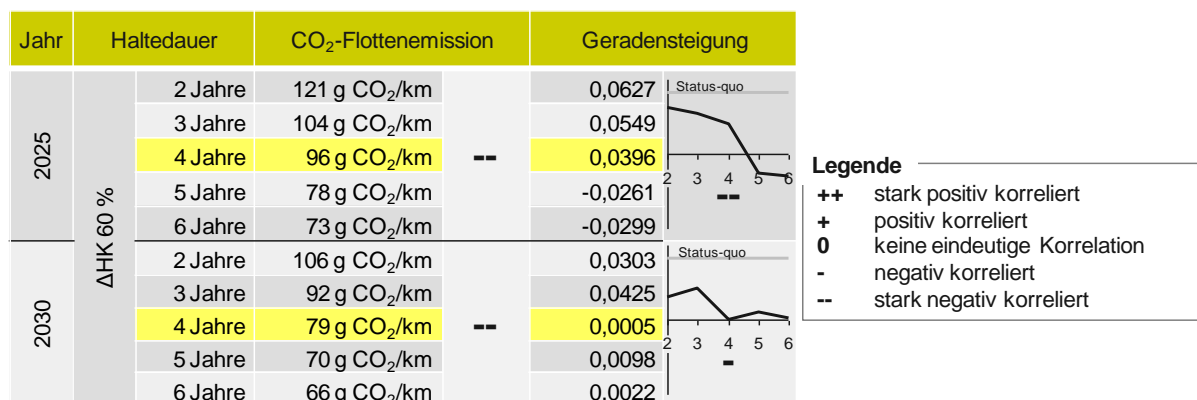 Jahr Haltedauer CO₂-Flottenemission Geradensteigung
2025
ΔHK 60 %
2 Jahre 121 g CO₂/km 0,0627
3 Jahre 104 g CO₂/km 0,0549
4 Jahre 96 g CO₂/km -- 0,0396
5 Jahre 78 g CO₂/km -0,0261
6 Jahre 73 g CO₂/km -0,0299
Status-quo
2 3 4 5 6
--
2030
2 Jahre 106 g CO₂/km 0,0303
3 Jahre 92 g CO₂/km 0,0425
4 Jahre 79 g CO₂/km -- 0,0005
5 Jahre 70 g CO₂/km 0,0098
6 Jahre 66 g CO₂/km 0,0022
Status-quo
2 3 4 5 6
-
Legende
++ stark positiv korreliert
+ positiv korreliert
0 keine eindeutige Korrelation
- negativ korreliert
-- stark negativ korreliert